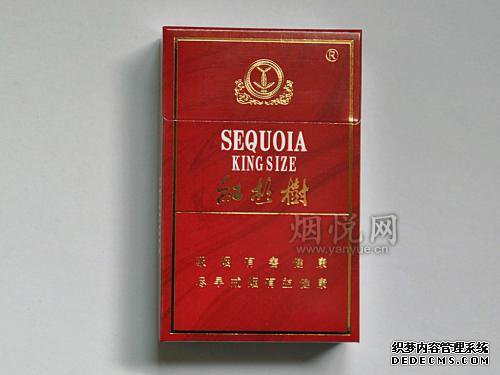 ®
SEQUOIA
KING SIZE
红杉樹
烟悦网
www.yanyue.cn
吸烟有害健康
尽早戒烟有益健康
织梦内容管理系统
DEDECMS.COM